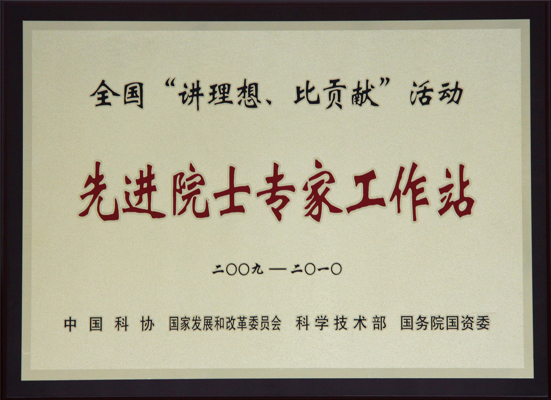 全国“讲理想、比贡献”活动
先进院士专家工作站
二〇〇九—二〇一〇
中国科协 国家发展和改革委员会 科学技术部 国务院国资委